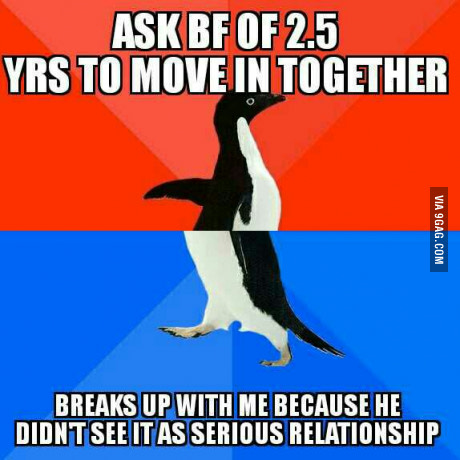 ASK BF OF 2.5
YRS TO MOVE IN TOGETHER
VIA 9GAG.COM
BREAKS UP WITH ME BECAUSE HE
DIDN'T SEE IT AS SERIOUS RELATIONSHIP